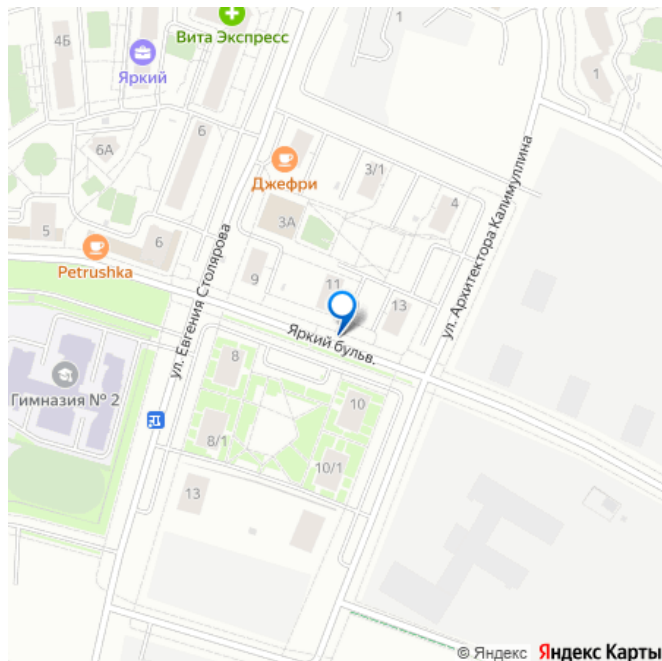 1
Вита Экспресс
4Б
Яркий
1
6
6А
Джефри
3/1
4
3А
ул. Архитектора Калимуллина
5
6
Petrushka
ул. Евгения Столярова
9
11
13
Яркий бульв.
8
Гимназия № 2
10
8/1
10/1
13
© Яндекс Яндекс Карты